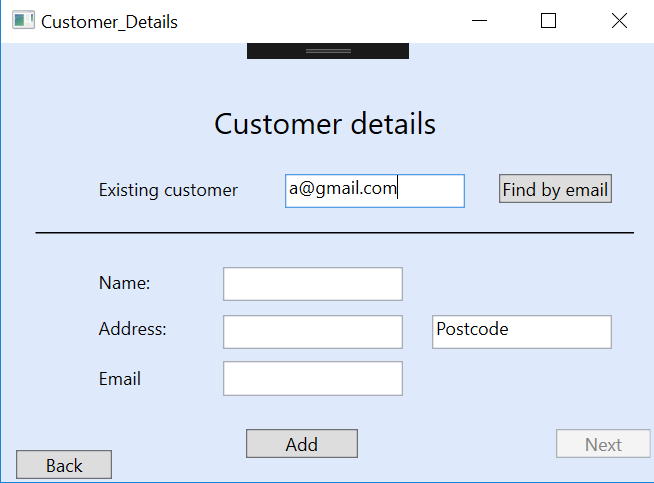 Customer_Details
Customer details
Existing customer a@gmail.com Find by email
Name:
Address: Postcode
Email
Add Next
Back